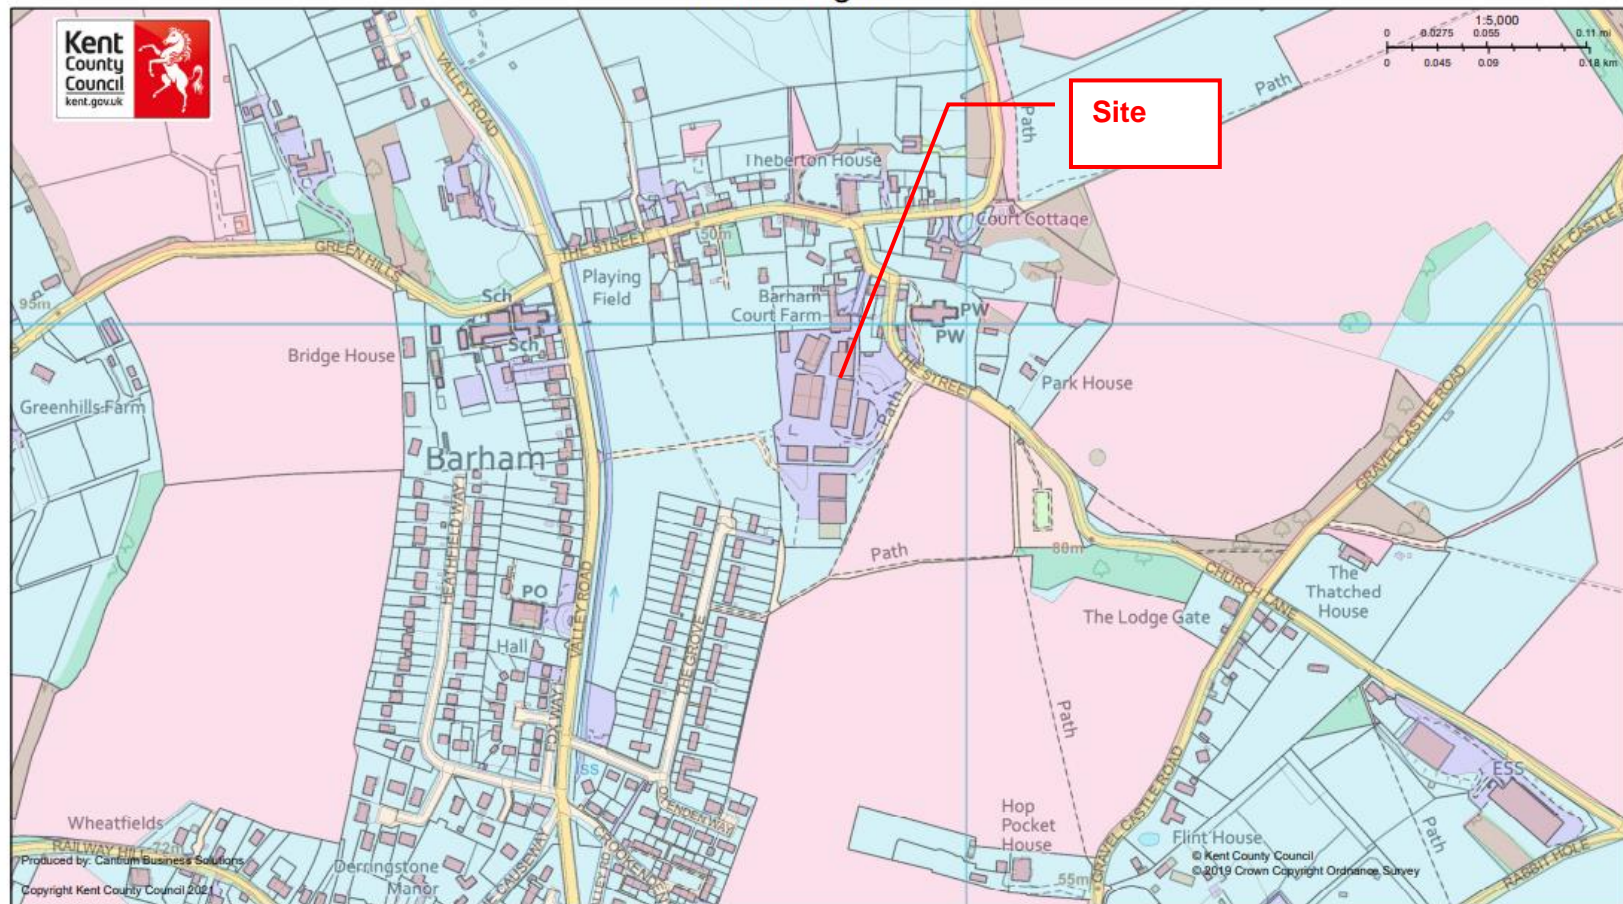 Kent
County
Council
kent.gov.uk
1:5,000
0 0.0275 0.055 0.11 mi
0 0.045 0.09 0.18 km
Site
VALLEY ROAD
Path
Path
Theberton House
Court Cottage
GREEN HILLS
THE STREET
50m
GRAVEL CASTLE
95m
Sch
Playing
Field
Barham
Court Farm
PW
PW
Bridge House
Sch
THE STREET
Park House
Greenhills Farm
Path
Barham
GRAVEL CASTLE ROAD
HEATHFIELD WAY
Path
80m
CHURCH LANE
The
Thatched
House
PO
The Lodge Gate
Hall
VALLEY ROAD
THE GROVE
Path
FOX WAY
SS
GRAVEL CASTLE ROAD
ESS
Wheatfields
Hop
Pocket
House
Path
Flint House
RAILWAY HILL 72m
Produced by: Cantium Business Solutions
Derringstone
Manor
CAUSEWAY
© Kent County Council
© 2019 Crown Copyright Ordnance Survey
RABBIT HOLE
55m
Copyright Kent County Council 2021